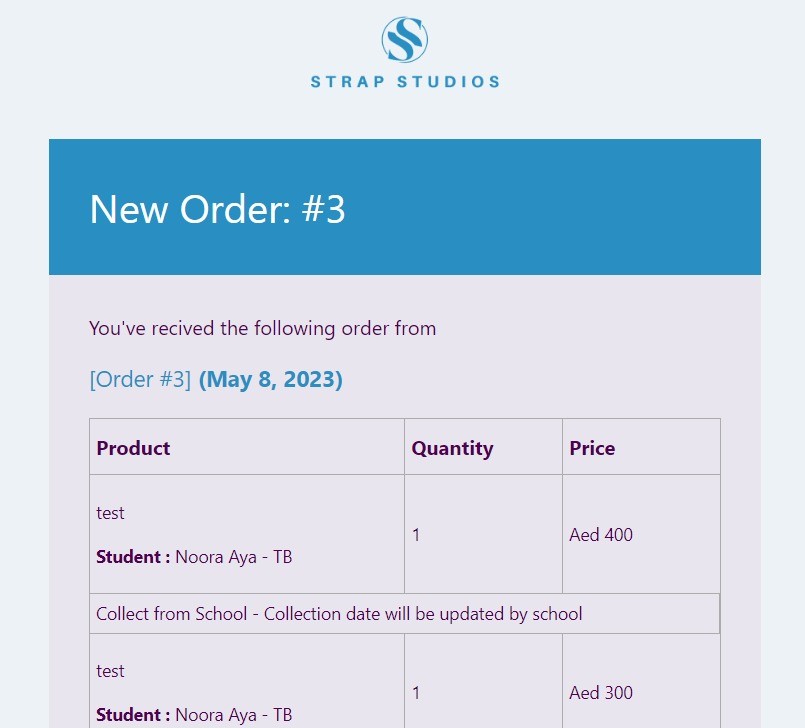 STRAP STUDIOS
New Order: #3
You've recived the following order from
[Order #3] (May 8, 2023)
Product Quantity Price
test
Student : Noora Aya - TB
1
Aed 400
Collect from School - Collection date will be updated by school
test
Student : Noora Aya - TB
1
Aed 300